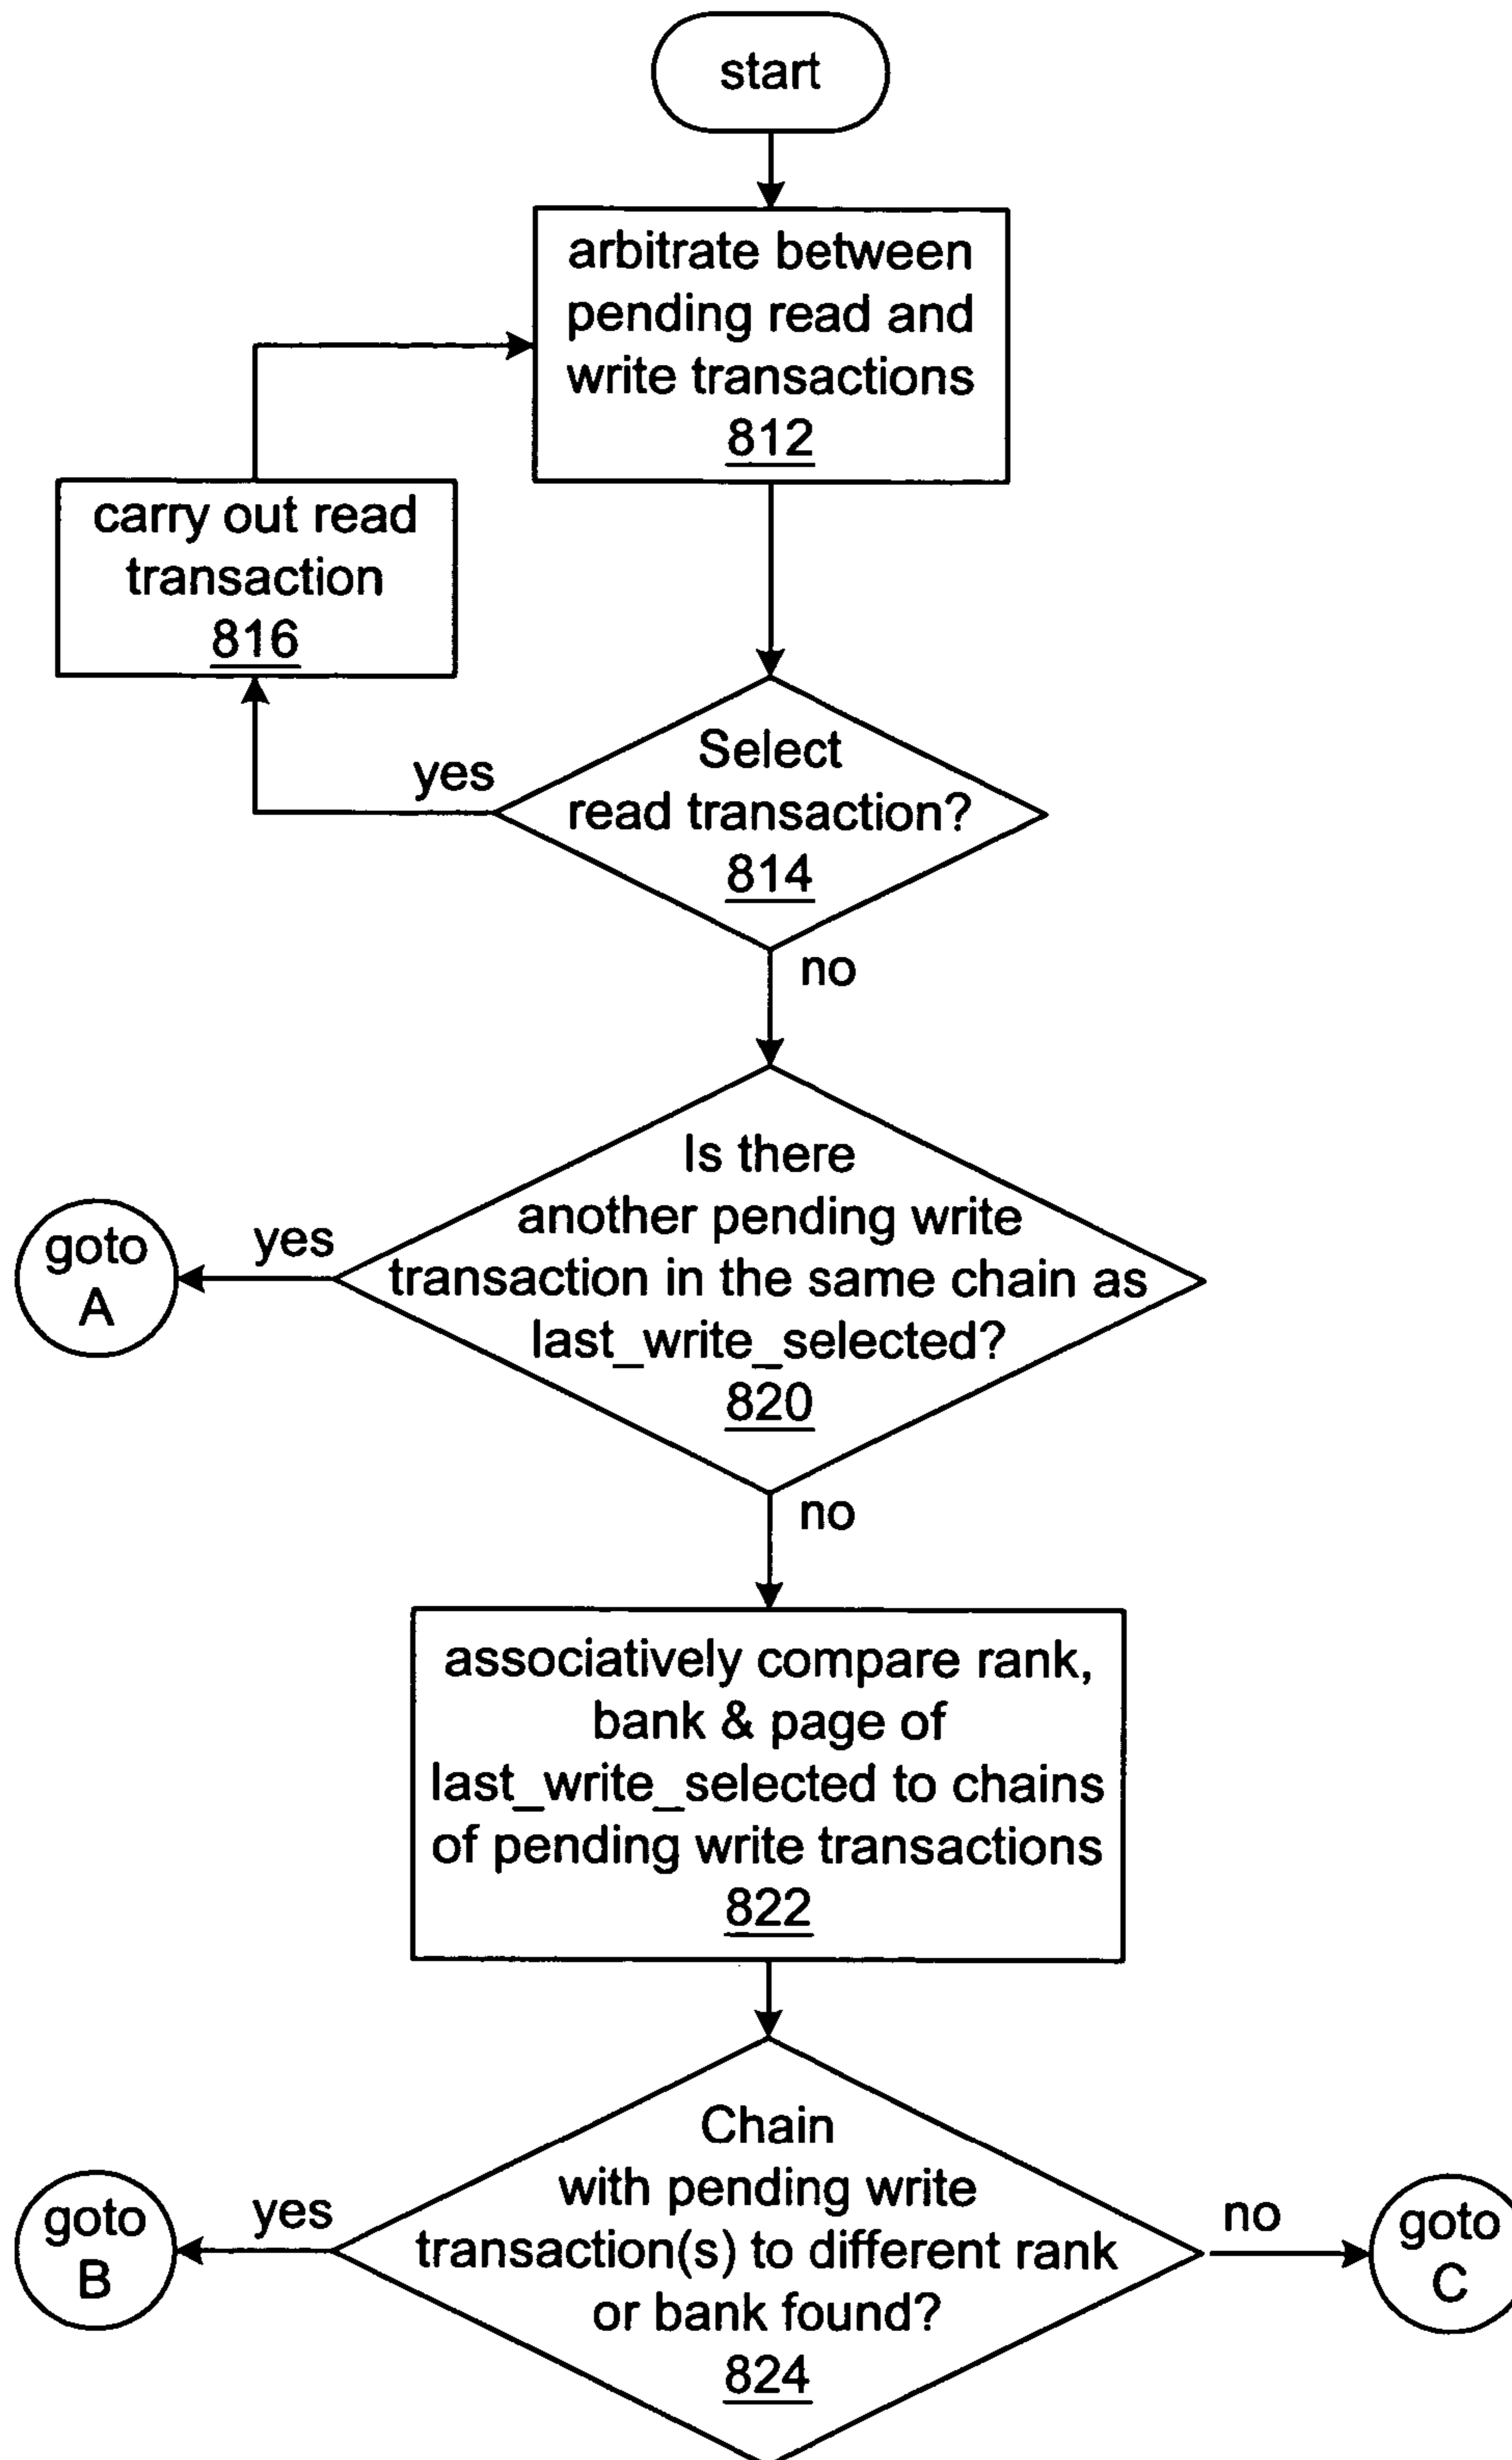 start
arbitrate between
pending read and
write transactions
812
carry out read
transaction
816
Select
read transaction?
814
yes
no
Is there
another pending write
transaction in the same chain as
last_write_selected?
820
yes
goto
A
no
associatively compare rank,
bank & page of
last_write_selected to chains
of pending write transactions
822
Chain
with pending write
transaction(s) to different rank
or bank found?
824
yes
goto
B
no
goto
C